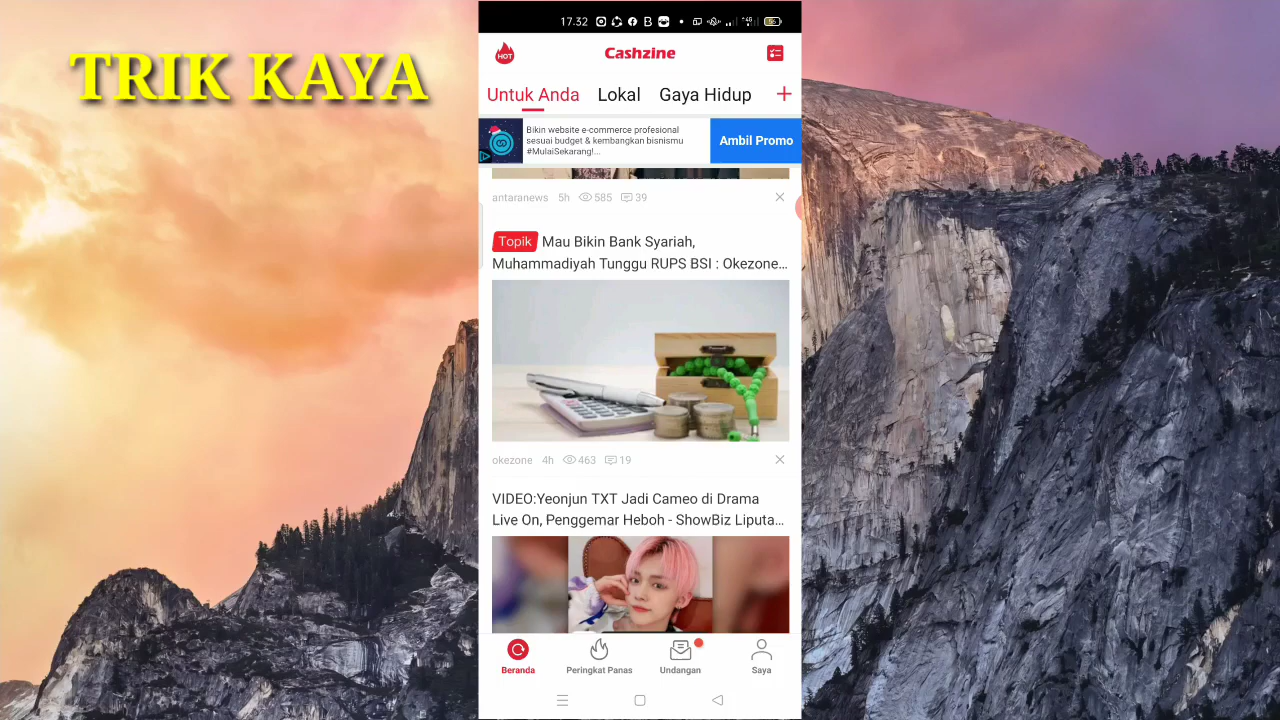 TRIK KAYA
17.32
HOT
Cashzine
Untuk Anda Lokal Gaya Hidup
Bikin website e-commerce profesional
sesuai budget & kembangkan bisnismu
#MulaiSekarang!...
Ambil Promo
antaranews 5h 585 39
Topik Mau Bikin Bank Syariah,
Muhammadiyah Tunggu RUPS BSI : Okezone...
okezone 4h 463 19
VIDEO:Yeonjun TXT Jadi Cameo di Drama
Live On, Penggemar Heboh - ShowBiz Liputa...
Beranda Peringkat Panas Undangan Saya